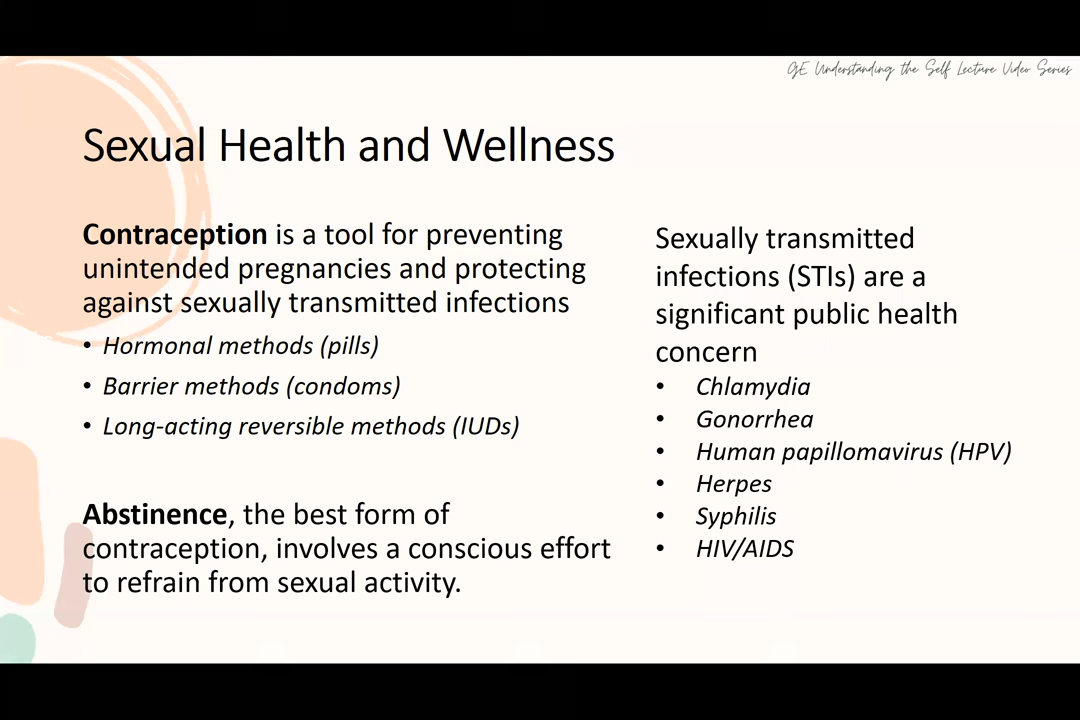 GE Understanding the Self Lecture Video Series
Sexual Health and Wellness
Contraception is a tool for preventing
unintended pregnancies and protecting
against sexually transmitted infections
• Hormonal methods (pills)
• Barrier methods (condoms)
• Long-acting reversible methods (IUDs)
Abstinence, the best form of
contraception, involves a conscious effort
to refrain from sexual activity.
Sexually transmitted
infections (STIs) are a
significant public health
concern
• Chlamydia
• Gonorrhea
• Human papillomavirus (HPV)
• Herpes
• Syphilis
• HIV/AIDS